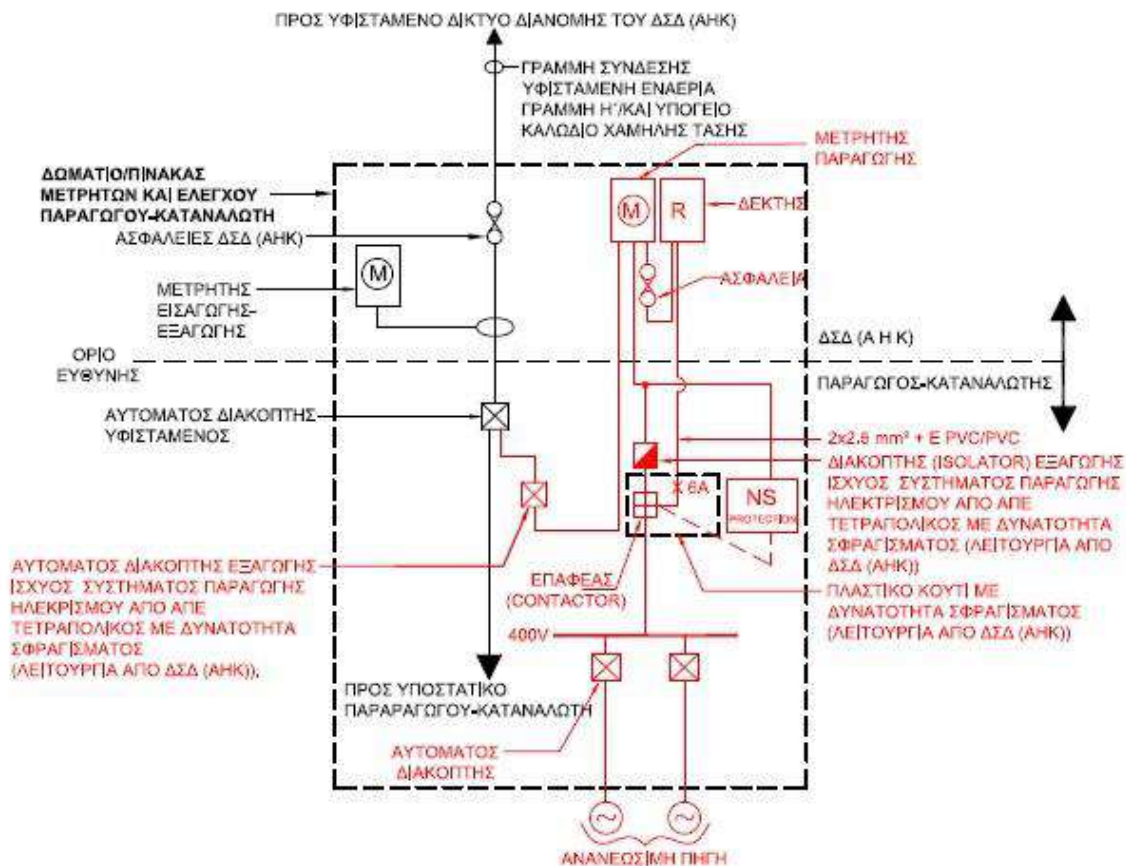 ΠΡΟΣ ΥΦΙΣΤΑΜΕΝΟ ΔΙΚΤΥΟ ΔΙΑΝΟΜΗΣ ΤΟΥ ΔΣΔ (ΑΗΚ)
ΓΡΑΜΜΗ ΣΥΝΔΕΣΗΣ
ΥΦΙΣΤΑΜΕΝΗ ΕΝΑΕΡΙΑ
ΓΡΑΜΜΗ Η'/ΚΑΙ ΥΠΟΓΕΙΟ
ΚΑΛΩΔΙΟ ΧΑΜΗΛΗΣ ΤΑΣΗΣ
ΜΕΤΡΗΤΗΣ
ΠΑΡΑΓΩΓΗΣ
ΔΩΜΑΤΙΟ/ΠΙΝΑΚΑΣ
ΜΕΤΡΗΤΩΝ ΚΑΙ ΕΛΕΓΧΟΥ
ΠΑΡΑΓΩΓΟΥ-ΚΑΤΑΝΑΛΩΤΗ
ΑΣΦΑΛΕΙΕΣ ΔΣΔ (ΑΗΚ)
M
R
ΔΕΚΤΗΣ
M
ΑΣΦΑΛΕΙΑ
ΜΕΤΡΗΤΗΣ
ΕΙΣΑΓΩΓΗΣ-
ΕΞΑΓΩΓΗΣ
ΟΡΙΟ
ΕΥΘΥΝΗΣ
ΔΣΔ (Α Η Κ)
ΠΑΡΑΓΩΓΟΣ-ΚΑΤΑΝΑΛΩΤΗΣ
ΑΥΤΟΜΑΤΟΣ ΔΙΑΚΟΠΤΗΣ
ΥΦΙΣΤΑΜΕΝΟΣ
2x2.5 mm² + E PVC/PVC
ΔΙΑΚΟΠΤΗΣ (ISOLATOR) ΕΞΑΓΩΓΗΣ
ΙΣΧΥΟΣ ΣΥΣΤΗΜΑΤΟΣ ΠΑΡΑΓΩΓΗΣ
ΗΛΕΚΤΡΙΣΜΟΥ ΑΠΟ ΑΠΕ
ΤΕΤΡΑΠΟΛΙΚΟΣ ΜΕ ΔΥΝΑΤΟΤΗΤΑ
ΣΦΡΑΓΙΣΜΑΤΟΣ (ΛΕΙΤΟΥΡΓΙΑ ΑΠΟ
ΔΣΔ (ΑΗΚ))
X 6A
NS
PROTECTION
ΑΥΤΟΜΑΤΟΣ ΔΙΑΚΟΠΤΗΣ ΕΞΑΓΩΓΗΣ
ΙΣΧΥΟΣ ΣΥΣΤΗΜΑΤΟΣ ΠΑΡΑΓΩΓΗΣ
ΗΛΕΚΡΙΣΜΟΥ ΑΠΟ ΑΠΕ
ΤΕΤΡΑΠΟΛΙΚΟΣ ΜΕ ΔΥΝΑΤΟΤΗΤΑ
ΣΦΡΑΓΙΣΜΑΤΟΣ
(ΛΕΙΤΟΥΡΓΙΑ ΑΠΟ ΔΣΔ (ΑΗΚ)).
ΕΠΑΦΕΑΣ
(CONTACTOR)
ΠΛΑΣΤΙΚΟ ΚΟΥΤΙ ΜΕ
ΔΥΝΑΤΟΤΗΤΑ ΣΦΡΑΓΙΣΜΑΤΟΣ
(ΛΕΙΤΟΥΡΓΙΑ ΑΠΟ ΔΣΔ (ΑΗΚ))
400V
ΠΡΟΣ ΥΠΟΣΤΑΤΙΚΟ
ΠΑΡΑΡΑΓΩΓΟΥ-ΚΑΤΑΝΑΛΩΤΗ
ΑΥΤΟΜΑΤΟΣ
ΔΙΑΚΟΠΤΗΣ
ΑΝΑΝΕΩΣΙΜΗ ΠΗΓΗ